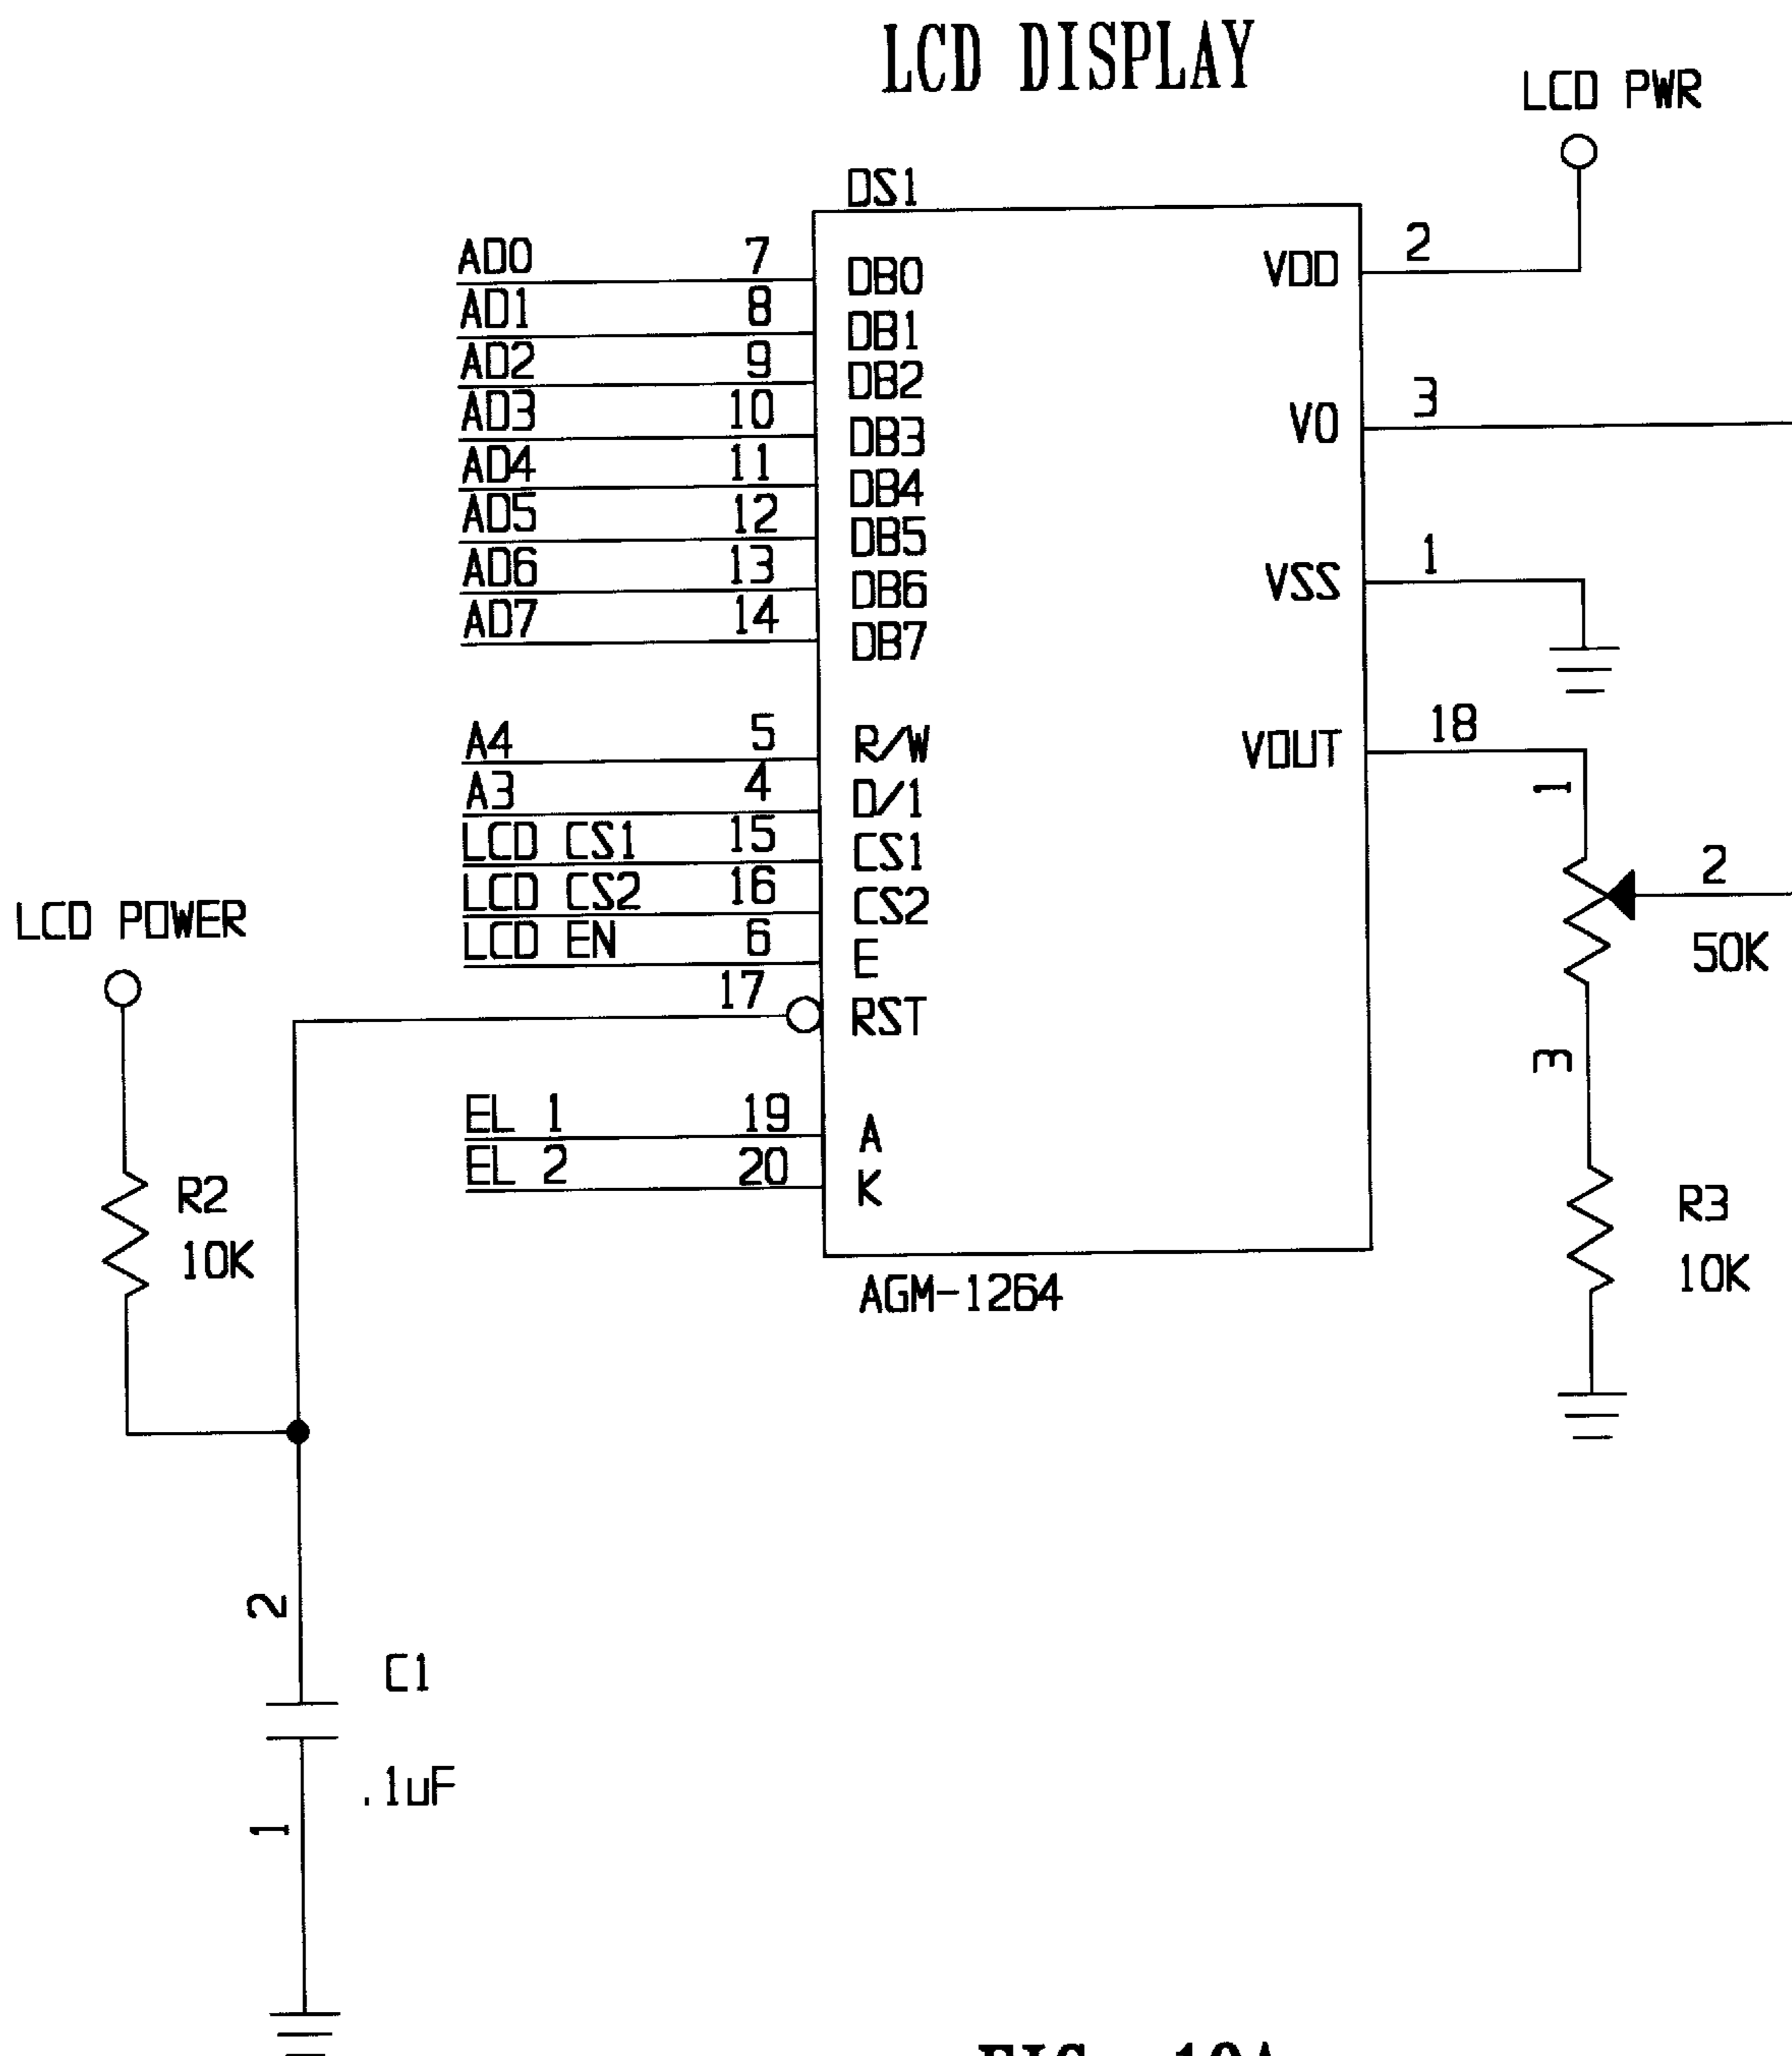 LCD DISPLAY
LCD PWR
DS1
AD0 7 DB0
AD1 8 DB1
AD2 9 DB2
AD3 10 DB3
AD4 11 DB4
AD5 12 DB5
AD6 13 DB6
AD7 14 DB7
A4 5 R/W
A3 4 D/1
LCD CS1 15 CS1
LCD CS2 16 CS2
LCD EN 6 E
17 RST
EL 1 19 A
EL 2 20 K
VDD 2
V0 3
VSS 1
VOUT 18
1
2
50K
3
R3
10K
AGM-1264
LCD POWER
R2
10K
2
C1
.1uF
1